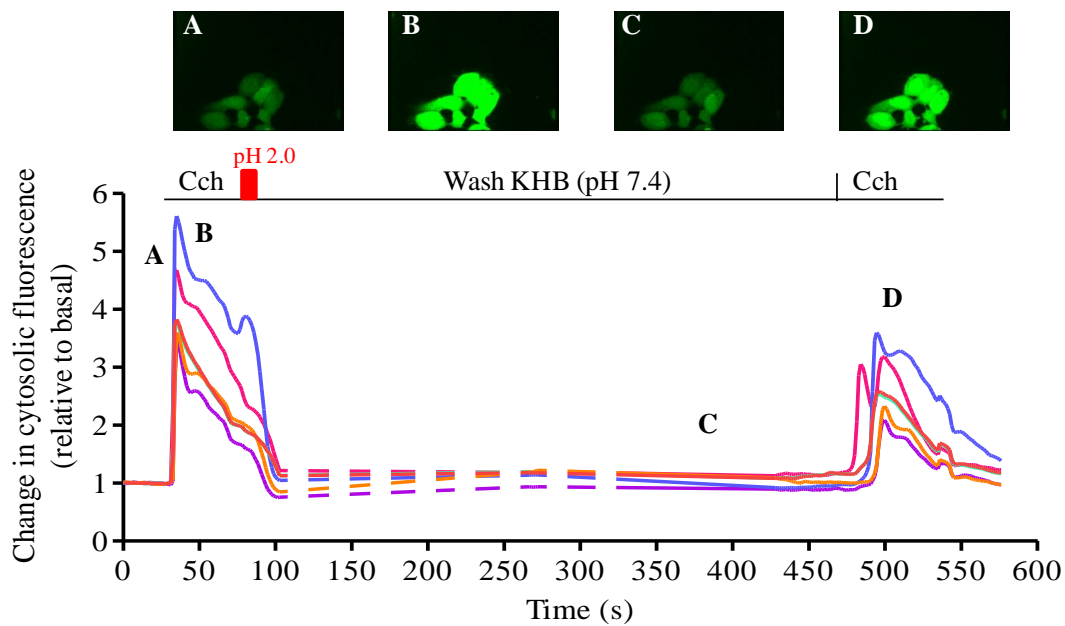 A B C D
pH 2.0
Cch Wash KHB (pH 7.4) Cch
Change in cytosolic fluorescence
(relative to basal)
6
5
4
3
2
1
0
A B C D
0 50 100 150 200 250 300 350 400 450 500 550 600
Time (s)